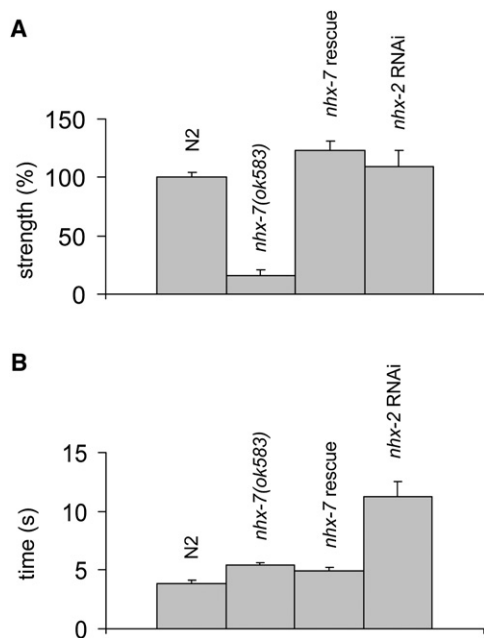 A
nhx-7 rescue
nhx-2 RNAi
N2
nhx-7(ok583)
150
100
50
0
strength (%)
B
nhx-2 RNAi
nhx-7(ok583)
nhx-7 rescue
N2
15
10
5
0
time (s)